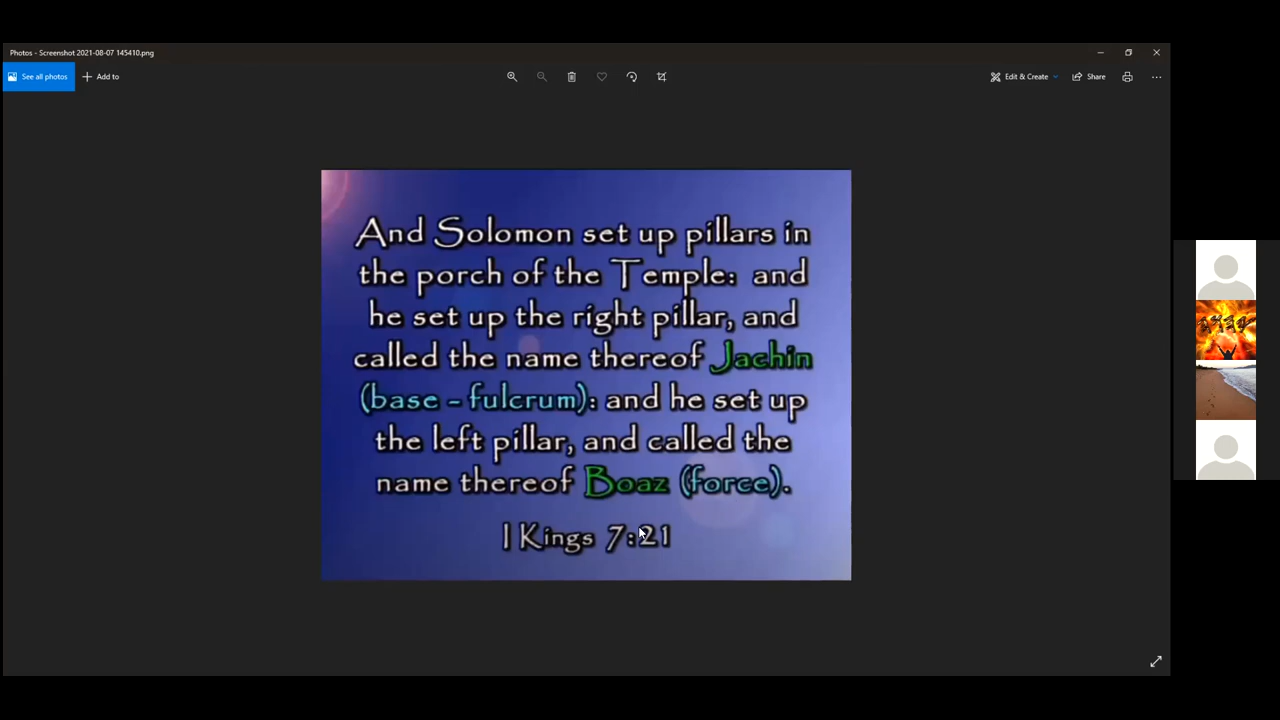 Photos - Screenshot 2021-08-07 145410.png
See all photos
Add to
Edit & Create
Share
And Solomon set up pillars in
the porch of the Temple: and
he set up the right pillar, and
called the name thereof Jachin
(base - fulcrum): and he set up
the left pillar, and called the
name thereof Boaz (force).
I Kings 7:21